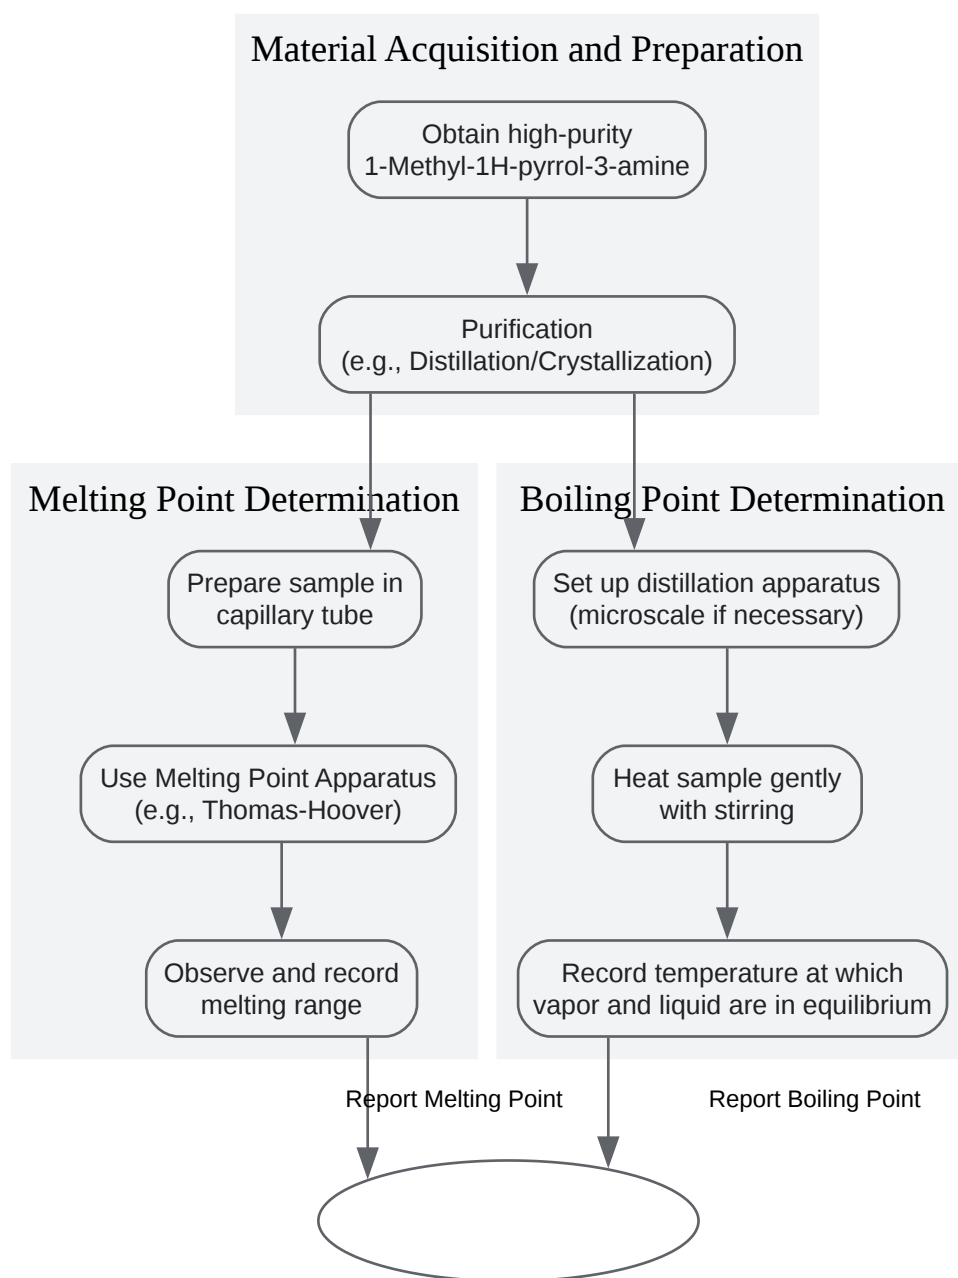 Material Acquisition and Preparation
Obtain high-purity
1-Methyl-1H-pyrrol-3-amine
Purification
(e.g., Distillation/Crystallization)
Melting Point Determination
Prepare sample in
capillary tube
Use Melting Point Apparatus
(e.g., Thomas-Hoover)
Observe and record
melting range
Report Melting Point
Boiling Point Determination
Set up distillation apparatus
(microscale if necessary)
Heat sample gently
with stirring
Record temperature at which
vapor and liquid are in equilibrium
Report Boiling Point